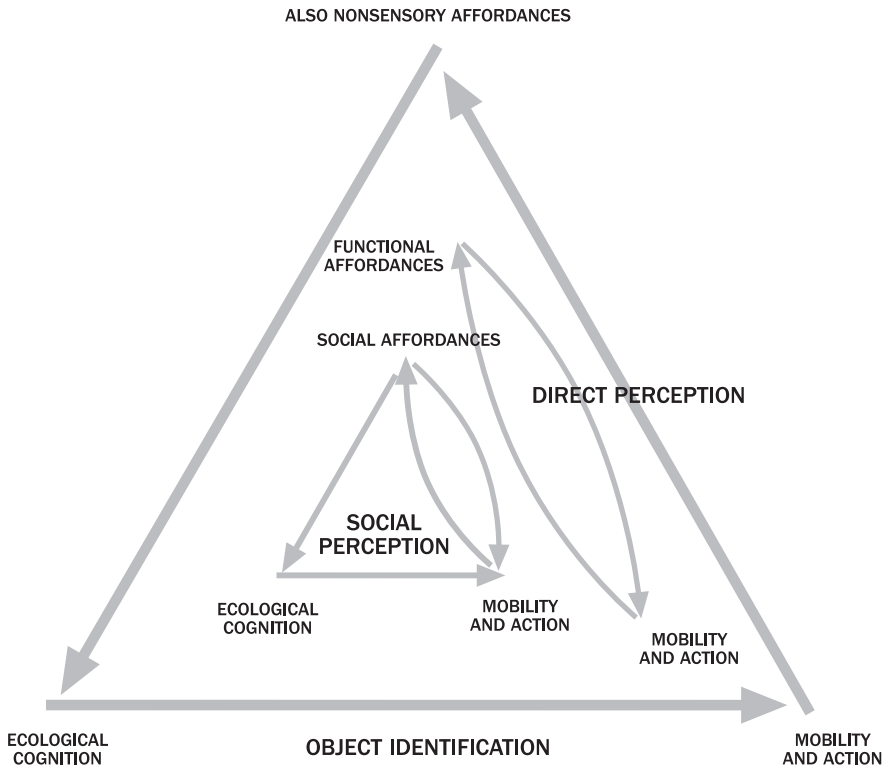 ALSO NONSENSORY AFFORDANCES
FUNCTIONAL
AFFORDANCES
SOCIAL AFFORDANCES
DIRECT PERCEPTION
SOCIAL
PERCEPTION
ECOLOGICAL
COGNITION
MOBILITY
AND ACTION
MOBILITY
AND ACTION
ECOLOGICAL
COGNITION
OBJECT IDENTIFICATION
MOBILITY
AND ACTION